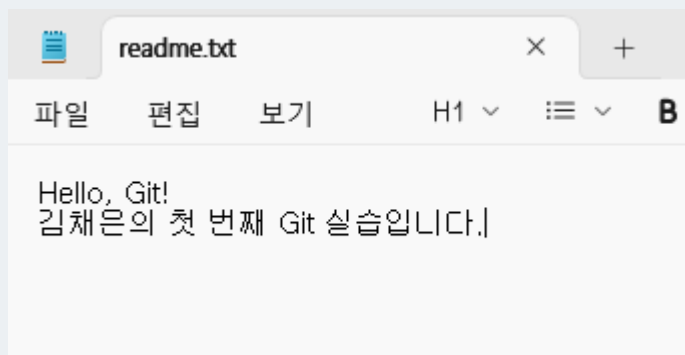 readme.txt
파일 편집 보기 H1 B
Hello, Git!
김채은의 첫 번째 Git 실습입니다.